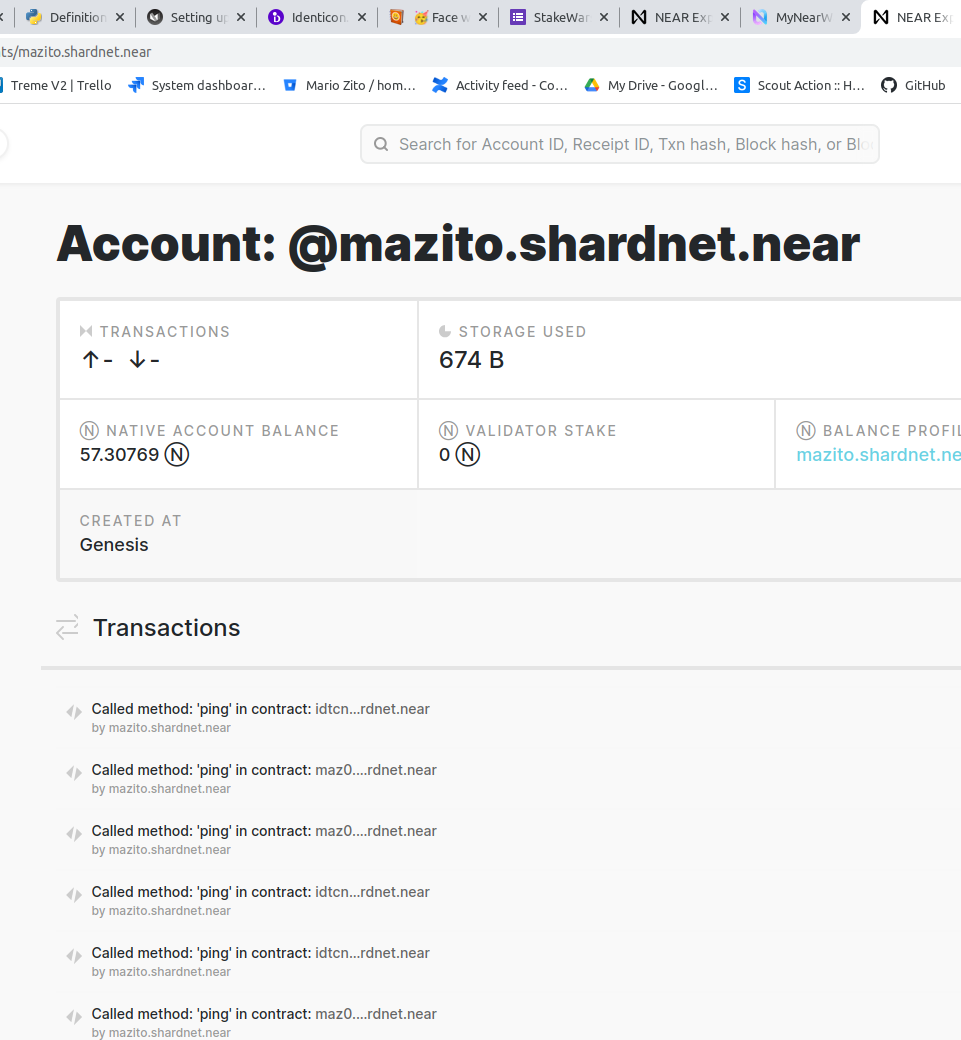 Definition Setting up Identicon. Face w StakeWar NEAR Exp MyNearW NEAR Exp
ts/mazito.shardnet.near
Treme V2 | Trello System dashboar... Mario Zito / hom... Activity feed - Co... My Drive - Googl... Scout Action :: H... GitHub
Search for Account ID, Receipt ID, Txn hash, Block hash, or Bloc
Account: @mazito.shardnet.near
TRANSACTIONS STORAGE USED
↑- ↓- 674 B
NATIVE ACCOUNT BALANCE VALIDATOR STAKE BALANCE PROFIL
57.30769 Ⓝ 0 Ⓝ mazito.shardnet.ne
CREATED AT
Genesis
Transactions
Called method: 'ping' in contract: idtcn...rdnet.near
by mazito.shardnet.near
Called method: 'ping' in contract: maz0....rdnet.near
by mazito.shardnet.near
Called method: 'ping' in contract: maz0....rdnet.near
by mazito.shardnet.near
Called method: 'ping' in contract: idtcn...rdnet.near
by mazito.shardnet.near
Called method: 'ping' in contract: idtcn...rdnet.near
by mazito.shardnet.near
Called method: 'ping' in contract: maz0....rdnet.near
by mazito.shardnet.near